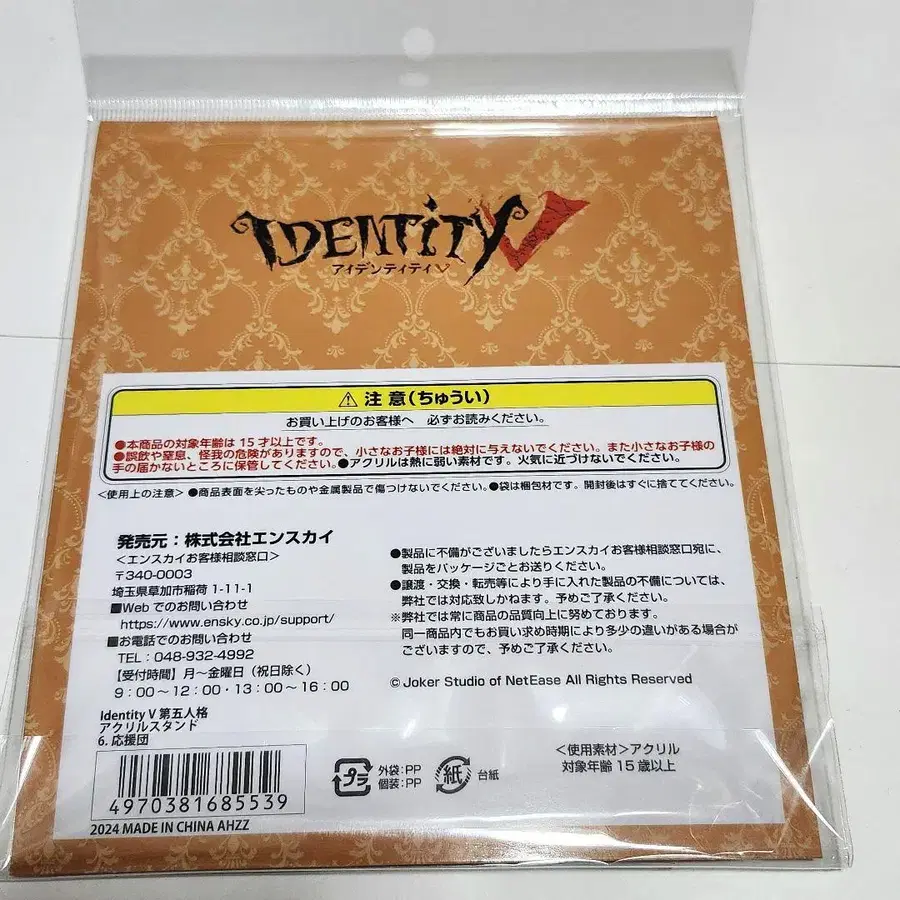 IDENTITY V
アイデンティティV
⚠ 注意(ちゅうい)
お買い上げのお客様へ 必ずお読みください。
●本商品の対象年齢は15才以上です。
●誤飲や窒息、怪我の危険がありますので、小さなお子様には絶対に与えないでください。また小さなお子様の
手の届かないところに保管してください。●アクリルは熱に弱い素材です。火気に近づけないでください。
<使用上の注意> ●商品表面を尖ったものや金属製品で傷つけないでください。●袋は梱包材です。開封後はすぐに捨ててください。
発売元:株式会社エンスカイ
<エンスカイお客様相談窓口>
〒340-0003
埼玉県草加市稲荷 1-11-1
■Web でのお問い合わせ
https://www.ensky.co.jp/support/
■お電話でのお問い合わせ
TEL:048-932-4992
【受付時間】月〜金曜日(祝日除く)
9:00〜12:00・13:00〜16:00
●製品に不備がございましたらエンスカイお客様相談窓口宛に、
製品をパッケージごとお送りください。
●譲渡・交換・転売等により手に入れた製品の不備については、
弊社では対応致しかねます。予めご了承ください。
※弊社では常に商品の品質向上に努めております。
同一商品内でもお買い求め時期により多少の違いがある場合が
ございますので、予めご了承ください。
© Joker Studio of NetEase All Rights Reserved
Identity V 第五人格
アクリルスタンド
6. 応援団
4970381685539
2024 MADE IN CHINA AHZZ
プラ
外袋:PP
個装:PP
紙
台紙
<使用素材>アクリル
対象年齢 15 歳以上